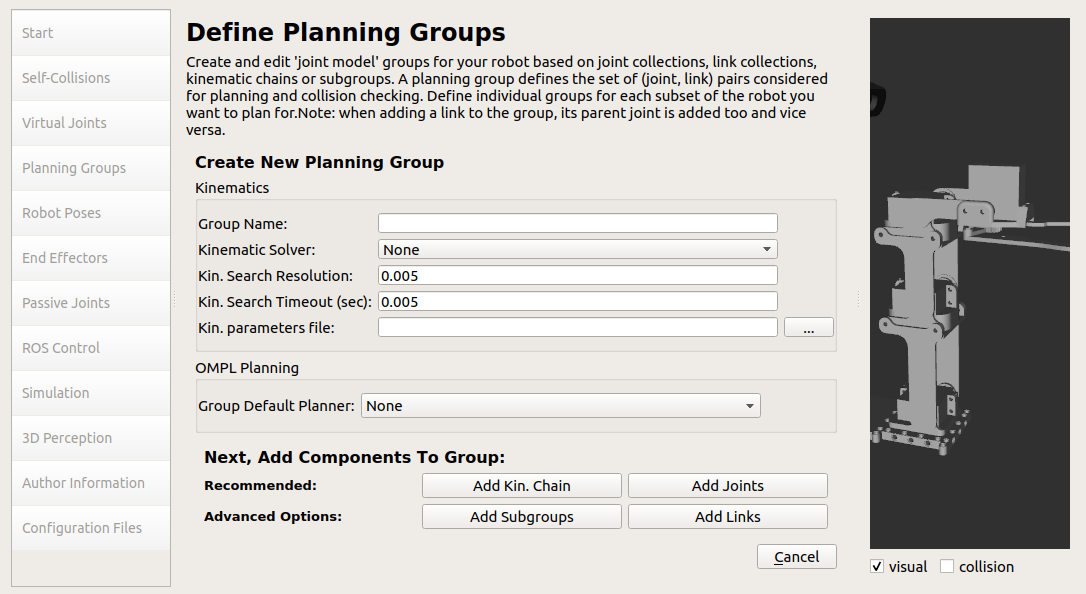 Start
Self-Collisions
Virtual Joints
Planning Groups
Robot Poses
End Effectors
Passive Joints
ROS Control
Simulation
3D Perception
Author Information
Configuration Files
Define Planning Groups
Create and edit 'joint model' groups for your robot based on joint collections, link collections,
kinematic chains or subgroups. A planning group defines the set of (joint, link) pairs considered
for planning and collision checking. Define individual groups for each subset of the robot you
want to plan for.Note: when adding a link to the group, its parent joint is added too and vice
versa.
Create New Planning Group
Kinematics
Group Name:
Kinematic Solver: None
Kin. Search Resolution: 0.005
Kin. Search Timeout (sec): 0.005
Kin. parameters file: ...
OMPL Planning
Group Default Planner: None
Next, Add Components To Group:
Recommended: Add Kin. Chain Add Joints
Advanced Options: Add Subgroups Add Links
Cancel
visual collision